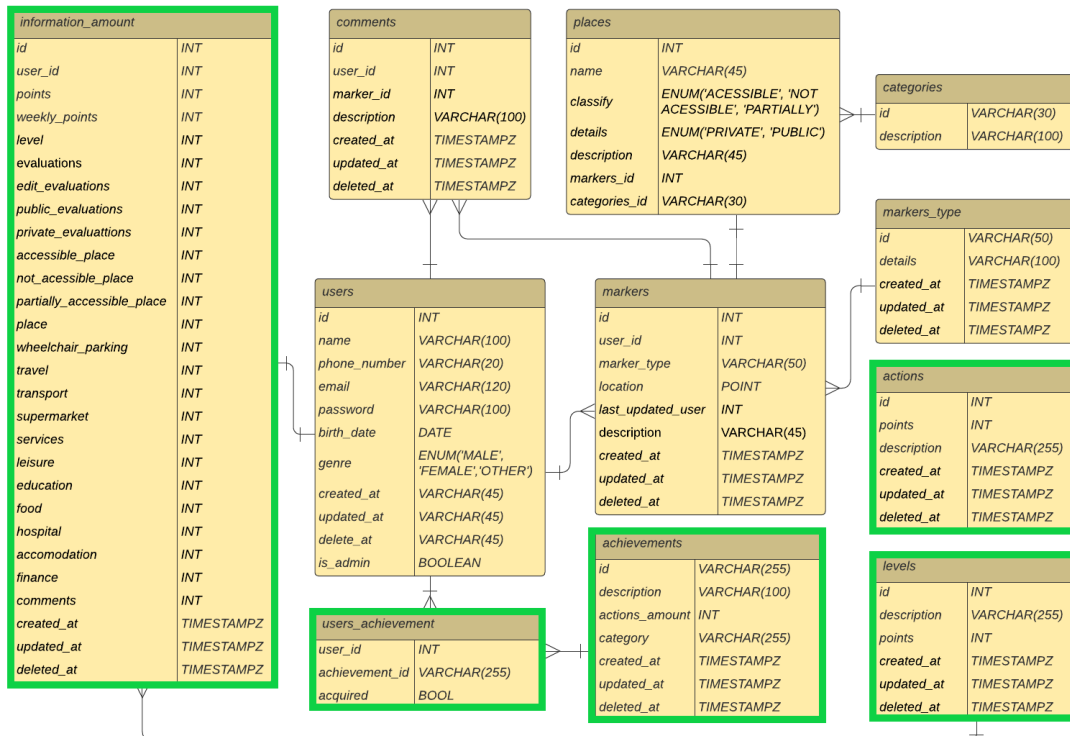 information_amount
id INT
user_id INT
points INT
weekly_points INT
level INT
evaluations INT
edit_evaluations INT
public_evaluations INT
private_evaluattions INT
accessible_place INT
not_acessible_place INT
partially_accessible_place INT
place INT
wheelchair_parking INT
travel INT
transport INT
supermarket INT
services INT
leisure INT
education INT
food INT
hospital INT
accomodation INT
finance INT
comments INT
created_at TIMESTAMPZ
updated_at TIMESTAMPZ
deleted_at TIMESTAMPZ
comments
id INT
user_id INT
marker_id INT
description VARCHAR(100)
created_at TIMESTAMPZ
updated_at TIMESTAMPZ
deleted_at TIMESTAMPZ
places
id INT
name VARCHAR(45)
classify ENUM('ACESSIBLE', 'NOT
ACESSIBLE', 'PARTIALLY')
details ENUM('PRIVATE', 'PUBLIC')
description VARCHAR(45)
markers_id INT
categories_id VARCHAR(30)
categories
id VARCHAR(30)
description VARCHAR(100)
markers_type
id VARCHAR(50)
details VARCHAR(100)
created_at TIMESTAMPZ
updated_at TIMESTAMPZ
deleted_at TIMESTAMPZ
users
id INT
name VARCHAR(100)
phone_number VARCHAR(20)
email VARCHAR(120)
password VARCHAR(100)
birth_date DATE
genre ENUM('MALE',
'FEMALE','OTHER')
created_at VARCHAR(45)
updated_at VARCHAR(45)
delete_at VARCHAR(45)
is_admin BOOLEAN
markers
id INT
user_id INT
marker_type VARCHAR(50)
location POINT
last_updated_user INT
description VARCHAR(45)
created_at TIMESTAMPZ
updated_at TIMESTAMPZ
deleted_at TIMESTAMPZ
actions
id INT
points INT
description VARCHAR(255)
created_at TIMESTAMPZ
updated_at TIMESTAMPZ
deleted_at TIMESTAMPZ
users_achievement
user_id INT
achievement_id VARCHAR(255)
acquired BOOL
achievements
id VARCHAR(255)
description VARCHAR(100)
actions_amount INT
category VARCHAR(255)
created_at TIMESTAMPZ
updated_at TIMESTAMPZ
deleted_at TIMESTAMPZ
levels
id INT
description VARCHAR(255)
points INT
created_at TIMESTAMPZ
updated_at TIMESTAMPZ
deleted_at TIMESTAMPZ